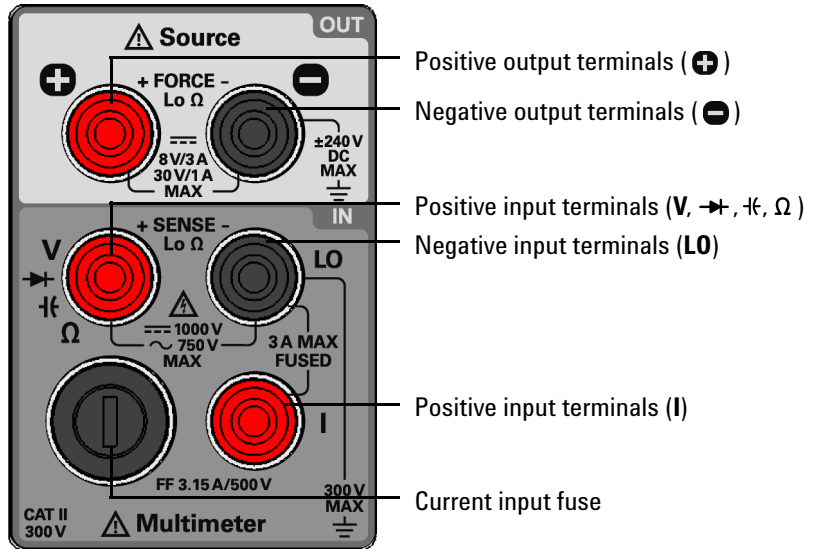 OUT
⚠ Source
+ FORCE –
Lo Ω
8 V/3 A
30 V/1 A
MAX
±240 V
DC
MAX
IN
+ SENSE –
Lo Ω
V
LO
Ω
1000 V
750 V
MAX
3 A MAX
FUSED
I
FF 3.15 A/500 V
300 V
MAX
CAT II
300 V
⚠ Multimeter
Positive output terminals ( + )
Negative output terminals ( – )
Positive input terminals (V, ⯈⊢, ⊣⊢, Ω )
Negative input terminals (LO)
Positive input terminals (I)
Current input fuse